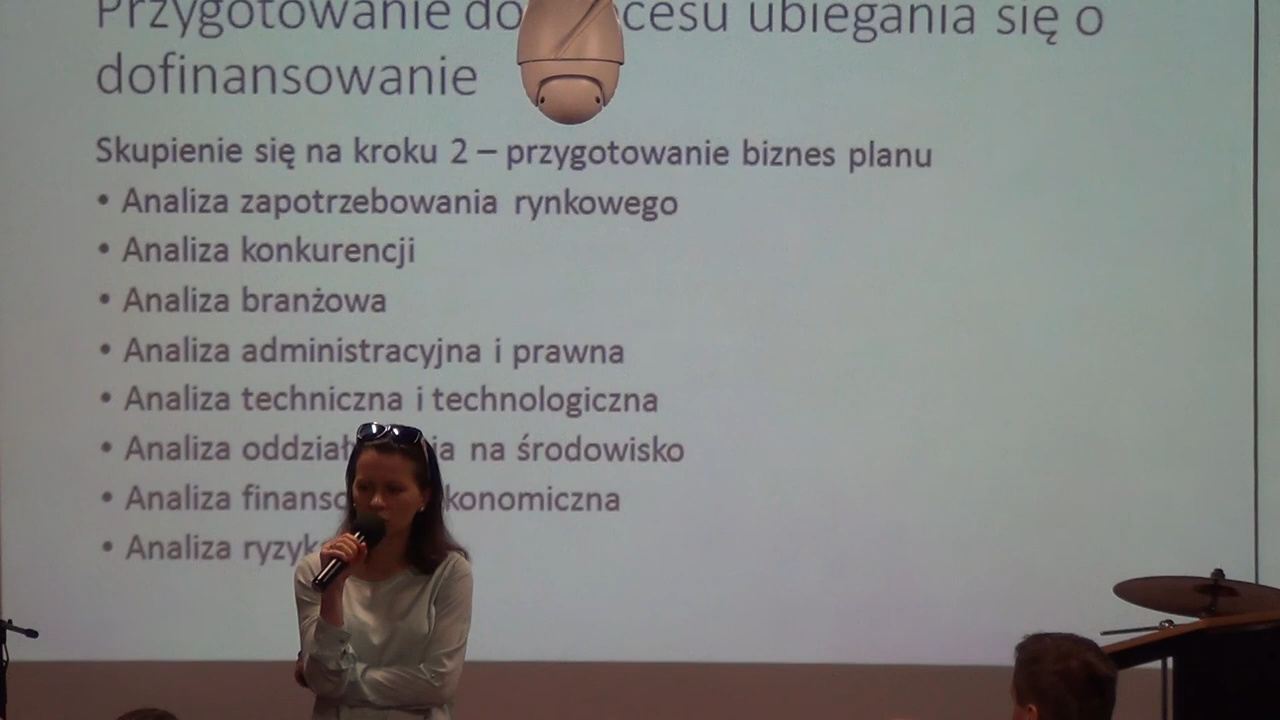 Przygotowanie do cesu ubiegania się o
dofinansowanie
Skupienie się na kroku 2 – przygotowanie biznes planu
• Analiza zapotrzebowania rynkowego
• Analiza konkurencji
• Analiza branżowa
• Analiza administracyjna i prawna
• Analiza techniczna i technologiczna
• Analiza na środowisko
• Analiza
• Analiza